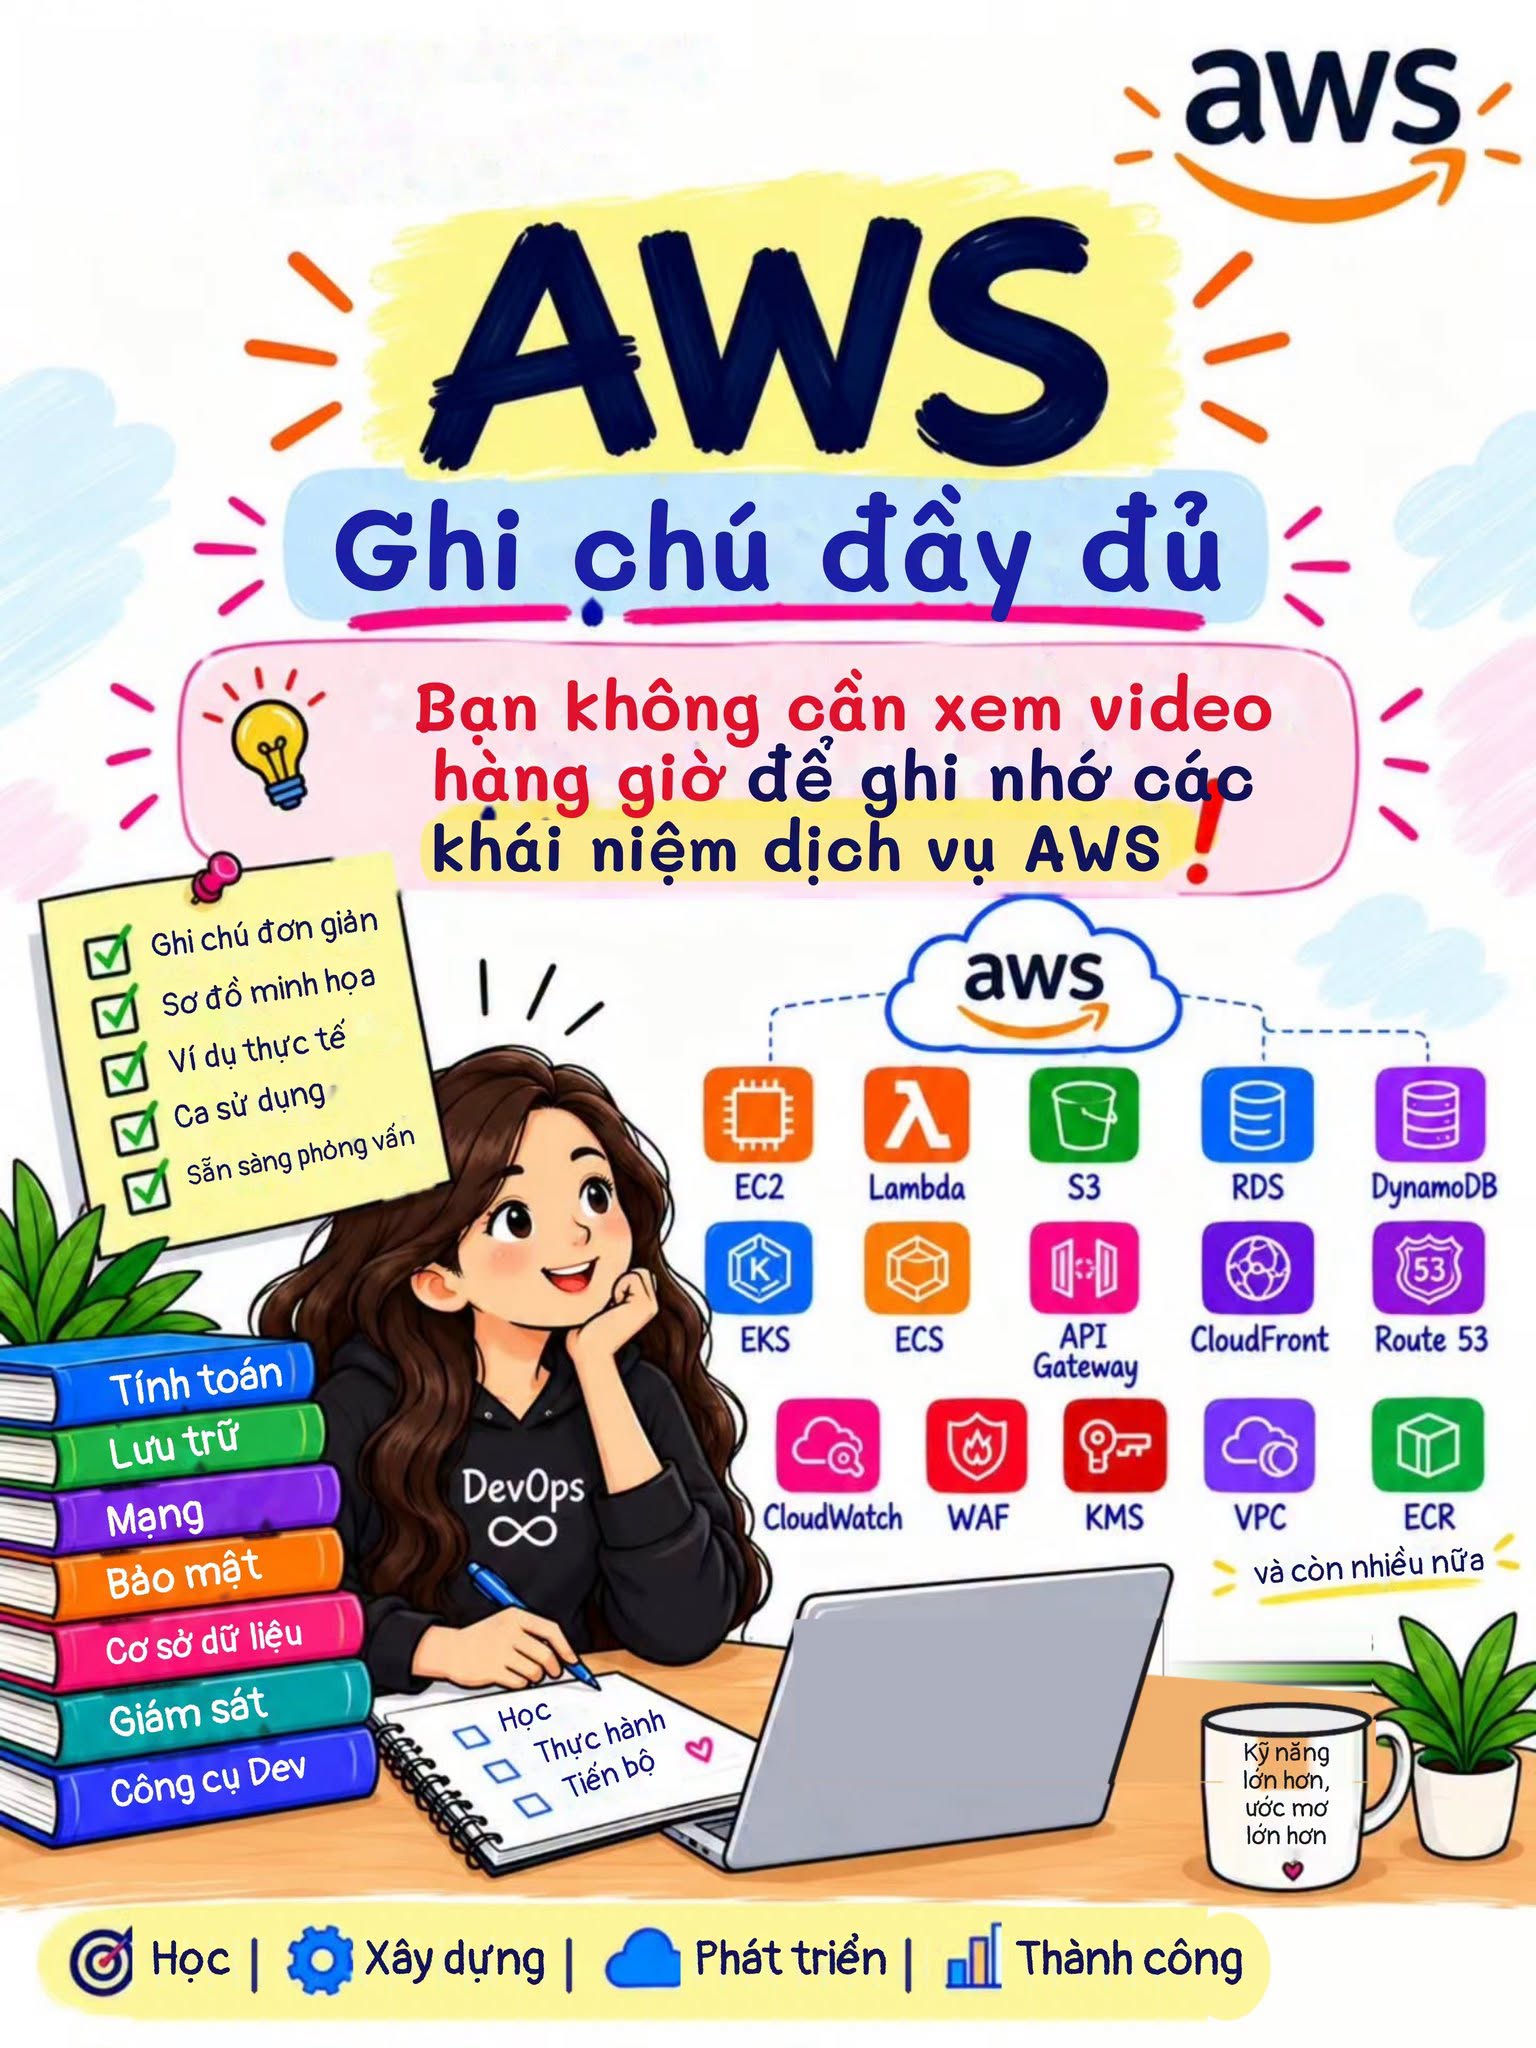 aws
AWS
Ghi chú đầy đủ
Bạn không cần xem video
hàng giờ để ghi nhớ các
khái niệm dịch vụ AWS!
Ghi chú đơn giản
Sơ đồ minh họa
Ví dụ thực tế
Ca sử dụng
Sẵn sàng phỏng vấn
aws
EC2
Lambda
S3
RDS
DynamoDB
K
53
EKS
ECS
API
Gateway
CloudFront
Route 53
CloudWatch
WAF
KMS
VPC
ECR
và còn nhiều nữa
Tính toán
Lưu trữ
Mạng
Bảo mật
Cơ sở dữ liệu
Giám sát
Công cụ Dev
DevOps
Học
Thực hành
Tiến bộ
Kỹ năng
lớn hơn,
ước mơ
lớn hơn
Học | Xây dựng | Phát triển | Thành công